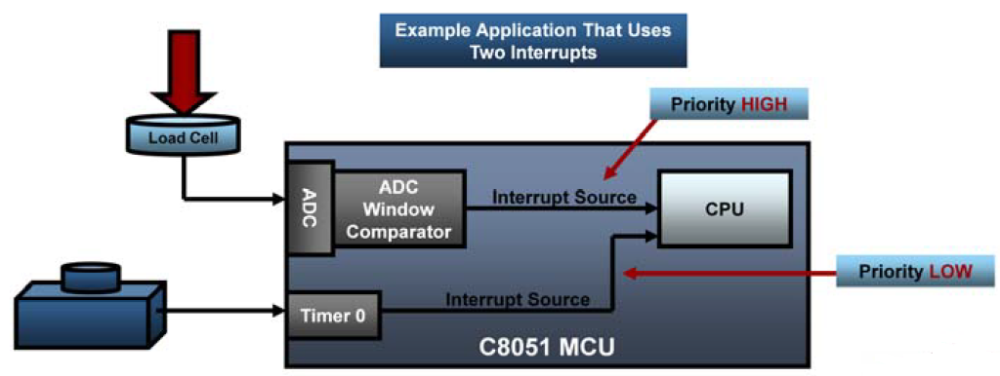 Example Application That Uses
Two Interrupts
Priority HIGH
Load Cell
ADC
ADC
Window
Comparator
Interrupt Source
CPU
Priority LOW
Interrupt Source
Timer 0
C8051 MCU